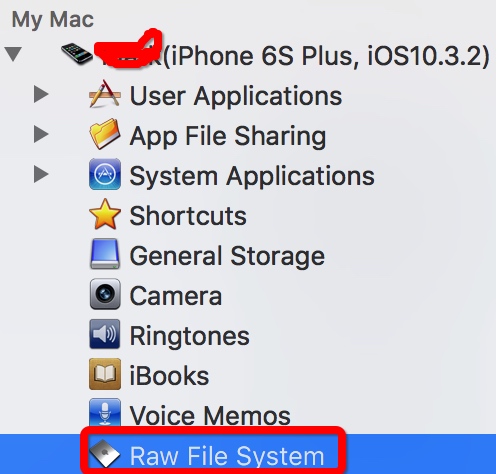 My Mac
(iPhone 6S Plus, iOS10.3.2)
User Applications
App File Sharing
System Applications
Shortcuts
General Storage
Camera
Ringtones
iBooks
Voice Memos
Raw File System